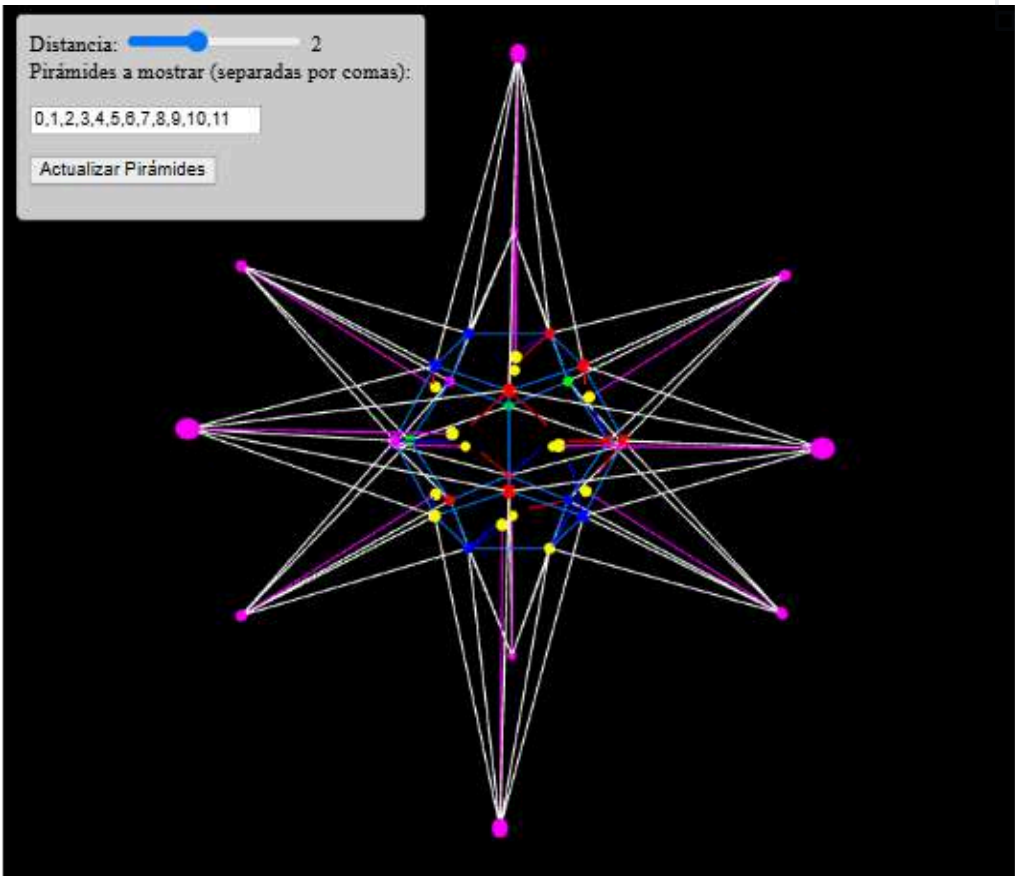 Distancia: 2
Pirámides a mostrar (separadas por comas):
0,1,2,3,4,5,6,7,8,9,10,11
Actualizar Pirámides